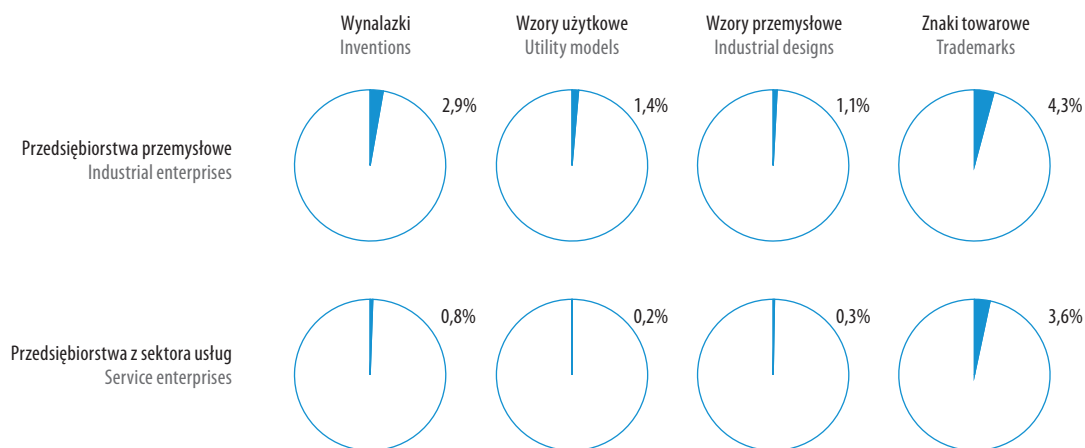 Wynalazki
Inventions
Wzory użytkowe
Utility models
Wzory przemysłowe
Industrial designs
Znaki towarowe
Trademarks
Przedsiębiorstwa przemysłowe
Industrial enterprises
2,9%
1,4%
1,1%
4,3%
Przedsiębiorstwa z sektora usług
Service enterprises
0,8%
0,2%
0,3%
3,6%